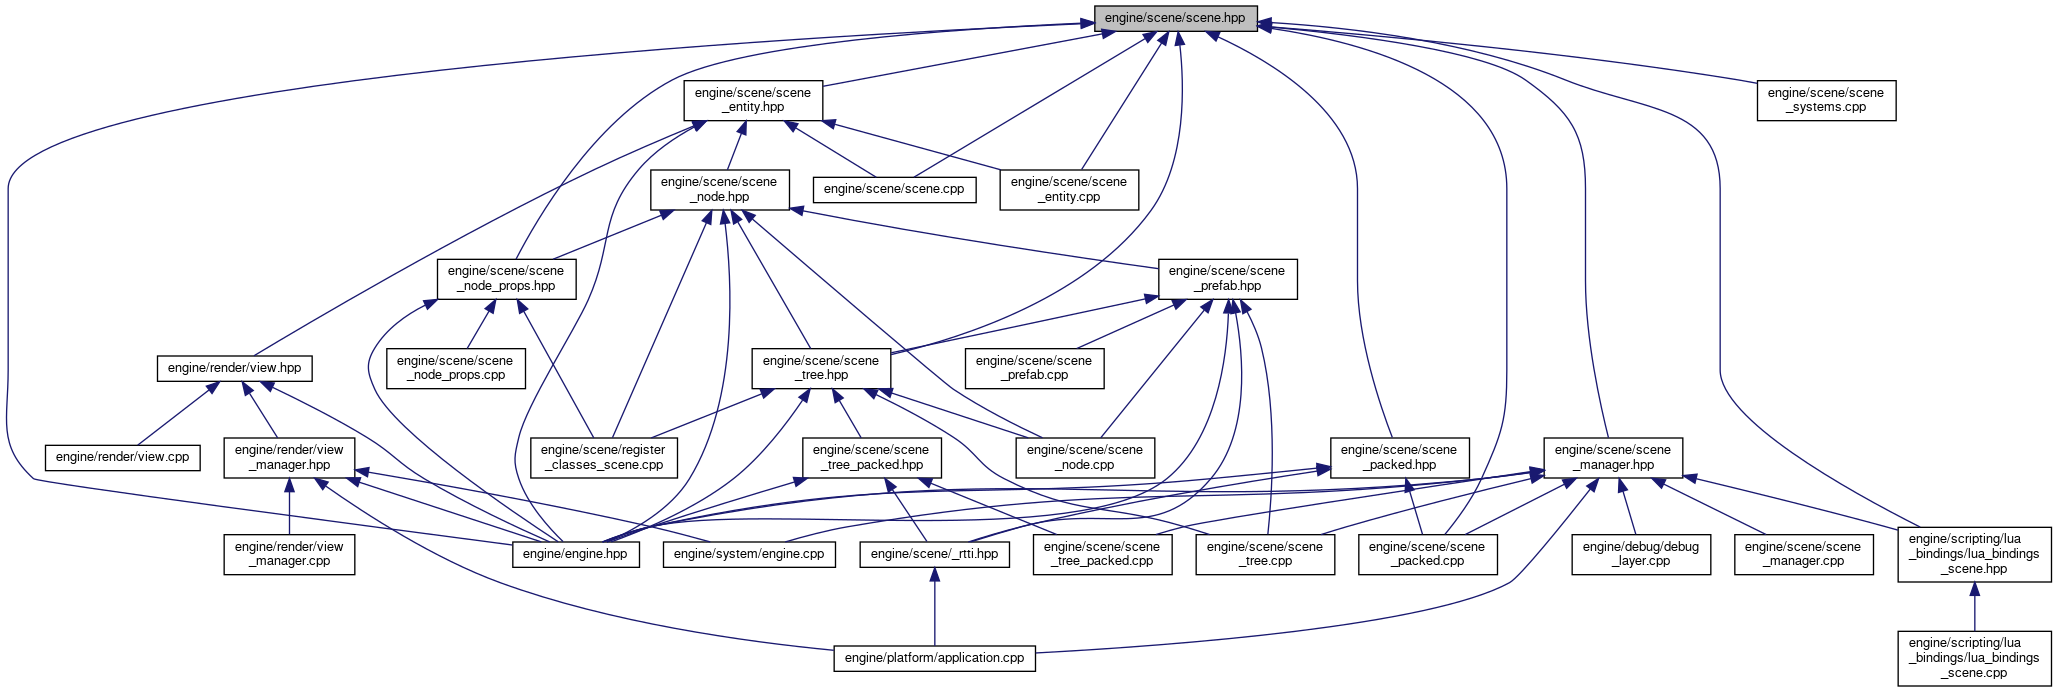 engine/scene/scene.hpp
engine/scene/scene
_entity.hpp
engine/scene/scene
_systems.cpp
engine/scene/scene
_node.hpp
engine/scene/scene.cpp
engine/scene/scene
_entity.cpp
engine/scene/scene
_node_props.hpp
engine/scene/scene
_prefab.hpp
engine/render/view.hpp
engine/scene/scene
_node_props.cpp
engine/scene/scene
_tree.hpp
engine/scene/scene
_prefab.cpp
engine/render/view.cpp
engine/render/view
_manager.hpp
engine/scene/register
_classes_scene.cpp
engine/scene/scene
_tree_packed.hpp
engine/scene/scene
_node.cpp
engine/scene/scene
_packed.hpp
engine/scene/scene
_manager.hpp
engine/render/view
_manager.cpp
engine/engine.hpp
engine/system/engine.cpp
engine/scene/_rtti.hpp
engine/scene/scene
_tree_packed.cpp
engine/scene/scene
_tree.cpp
engine/scene/scene
_packed.cpp
engine/debug/debug
_layer.cpp
engine/scene/scene
_manager.cpp
engine/scripting/lua
_bindings/lua_bindings
_scene.hpp
engine/platform/application.cpp
engine/scripting/lua
_bindings/lua_bindings
_scene.cpp